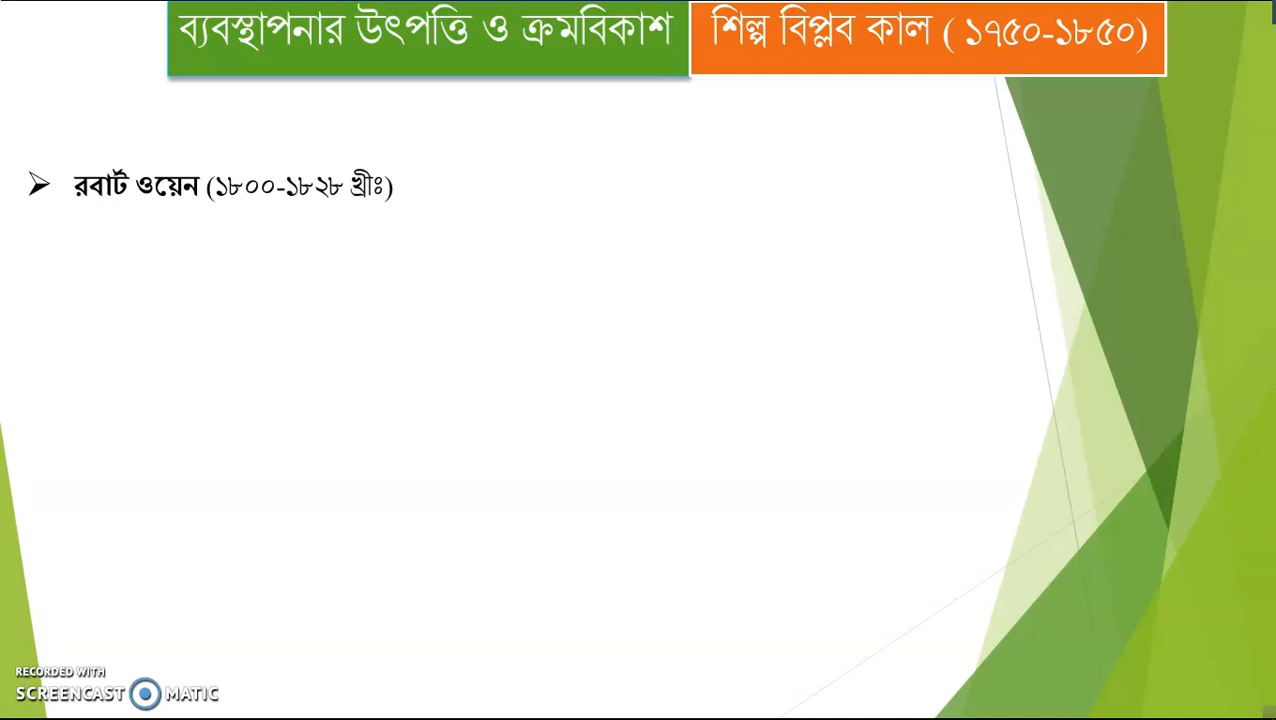 ব্যবস্থাপনার উৎপত্তি ও ক্রমবিকাশ
শিল্প বিপ্লব কাল ( ১৭৫০-১৮৫০)
রবার্ট ওয়েন (১৮০০-১৮২৮ খ্রীঃ)
RECORDED WITH
SCREENCAST MATIC